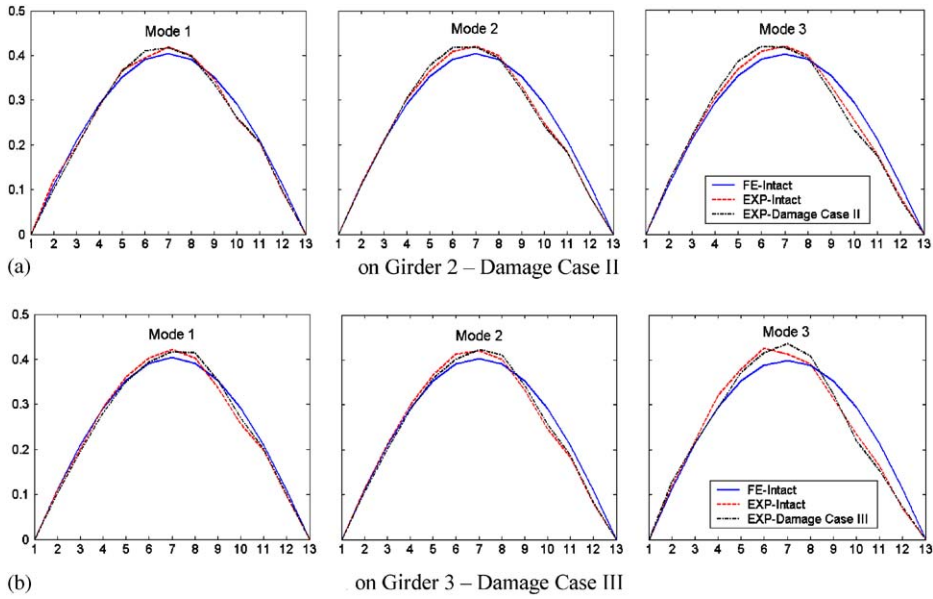 Mode 1
Mode 2
Mode 3
0.5
0.4
0.3
0.2
0.1
0
FE-Intact
EXP-Intact
EXP-Damage Case II
1 2 3 4 5 6 7 8 9 10 11 12 13
1 2 3 4 5 6 7 8 9 10 11 12 13
1 2 3 4 5 6 7 8 9 10 11 12 13
(a)
on Girder 2 – Damage Case II
Mode 1
Mode 2
Mode 3
0.5
0.4
0.3
0.2
0.1
0
FE-Intact
EXP-Intact
EXP-Damage Case III
1 2 3 4 5 6 7 8 9 10 11 12 13
1 2 3 4 5 6 7 8 9 10 11 12 13
1 2 3 4 5 6 7 8 9 10 11 12 13
(b)
on Girder 3 – Damage Case III